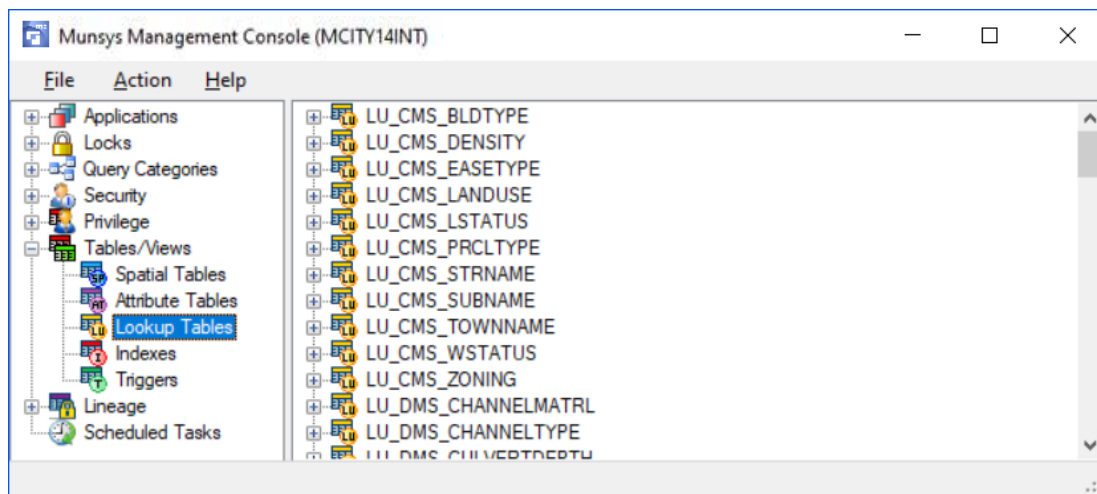 Munsys Management Console (MCITY14INT)
File Action Help
Applications
Locks
Query Categories
Security
Privilege
Tables/Views
Spatial Tables
Attribute Tables
Lookup Tables
Indexes
Triggers
Lineage
Scheduled Tasks
LU_CMS_BLDTYPE
LU_CMS_DENSITY
LU_CMS_EASETYPE
LU_CMS_LANDUSE
LU_CMS_LSTATUS
LU_CMS_PRCLTYPE
LU_CMS_STRNAME
LU_CMS_SUBNAME
LU_CMS_TOWNNAME
LU_CMS_WSTATUS
LU_CMS_ZONING
LU_DMS_CHANNELMATRL
LU_DMS_CHANNELTYPE
LU_DMS_CULVERTDEPTH